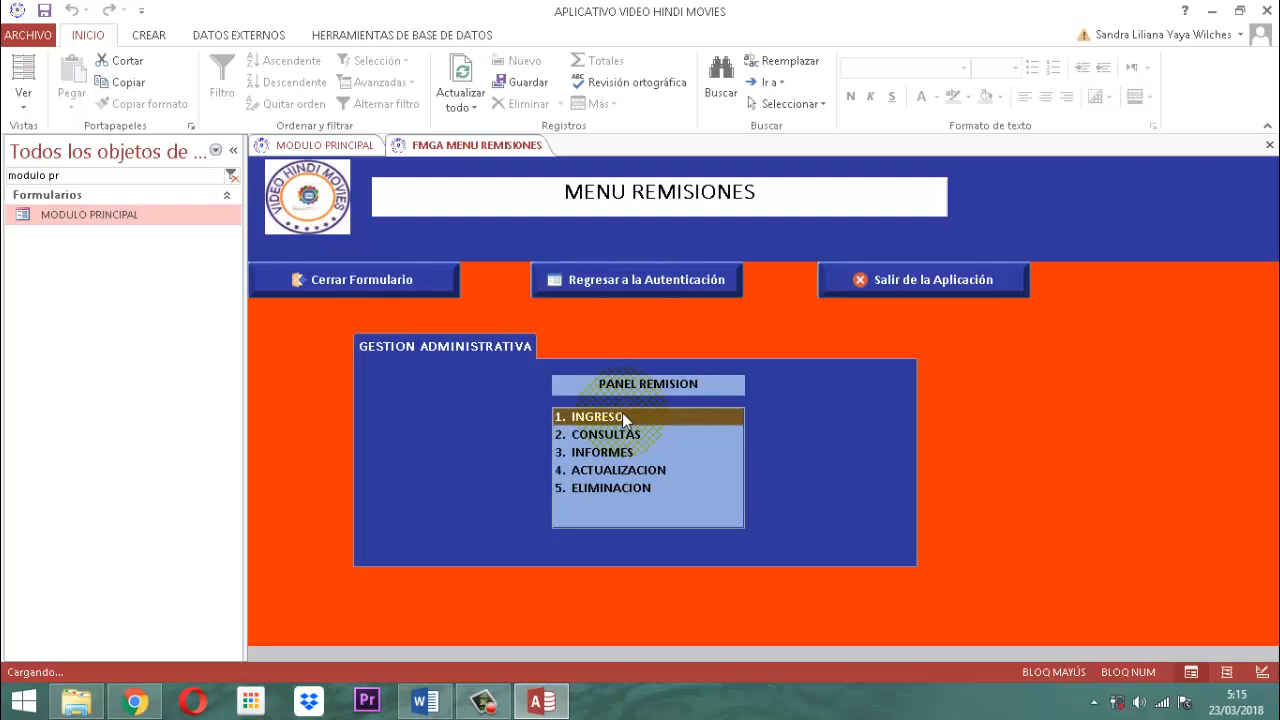 APLICATIVO VIDEO HINDI MOVIES
ARCHIVO INICIO CREAR DATOS EXTERNOS HERRAMIENTAS DE BASE DE DATOS
Sandra Liliana Yaya Wilches
Ver
Vistas
Pegar
Cortar
Copiar
Copiar formato
Portapapeles
Filtro
Ascendente
Descendente
Quitar orden
Selección
Avanzadas
Alternar filtro
Ordenar y filtrar
Actualizar todo
Nuevo
Guardar
Eliminar
Totales
Revisión ortográfica
Más
Registros
Buscar
Reemplazar
Ir a
Seleccionar
Buscar
N K S
A
Formato de texto
Todos los objetos de ...
modulo pr
Formularios
MODULO PRINCIPAL
MODULO PRINCIPAL
FMGA MENU REMISIONES
VIDEO HINDI MOVIES
MENU REMISIONES
Cerrar Formulario
Regresar a la Autenticación
Salir de la Aplicación
GESTION ADMINISTRATIVA
PANEL REMISION
1. INGRESO
2. CONSULTAS
3. INFORMES
4. ACTUALIZACION
5. ELIMINACION
Cargando...
BLOQ MAYÚS BLOQ NUM
Pr
5:15
23/03/2018